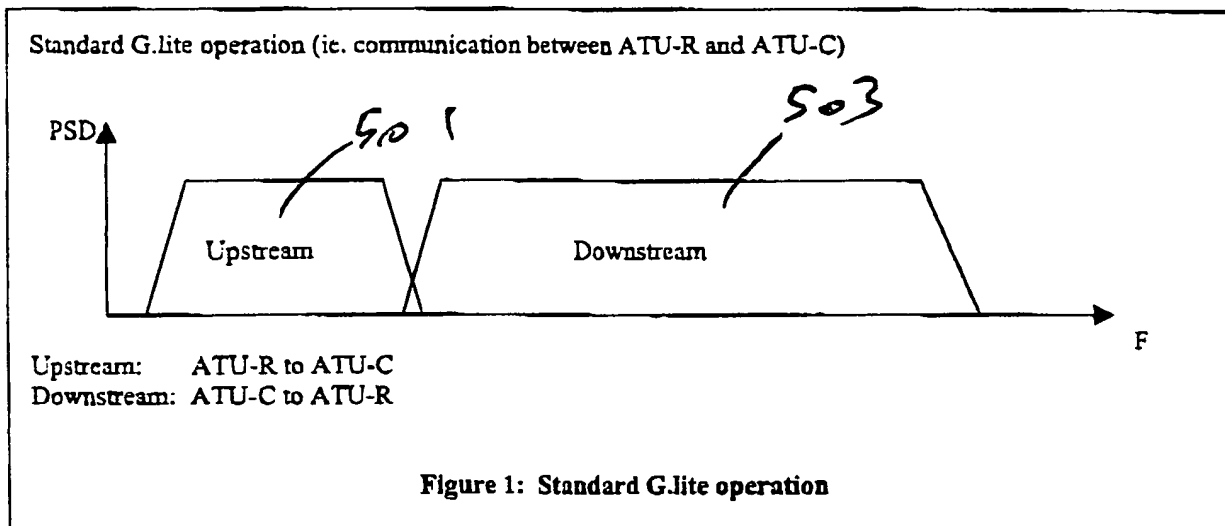 Standard G.lite operation (ie. communication between ATU-R and ATU-C)
PSD
501
503
Upstream
Downstream
F
Upstream: ATU-R to ATU-C
Downstream: ATU-C to ATU-R
Figure 1: Standard G.lite operation